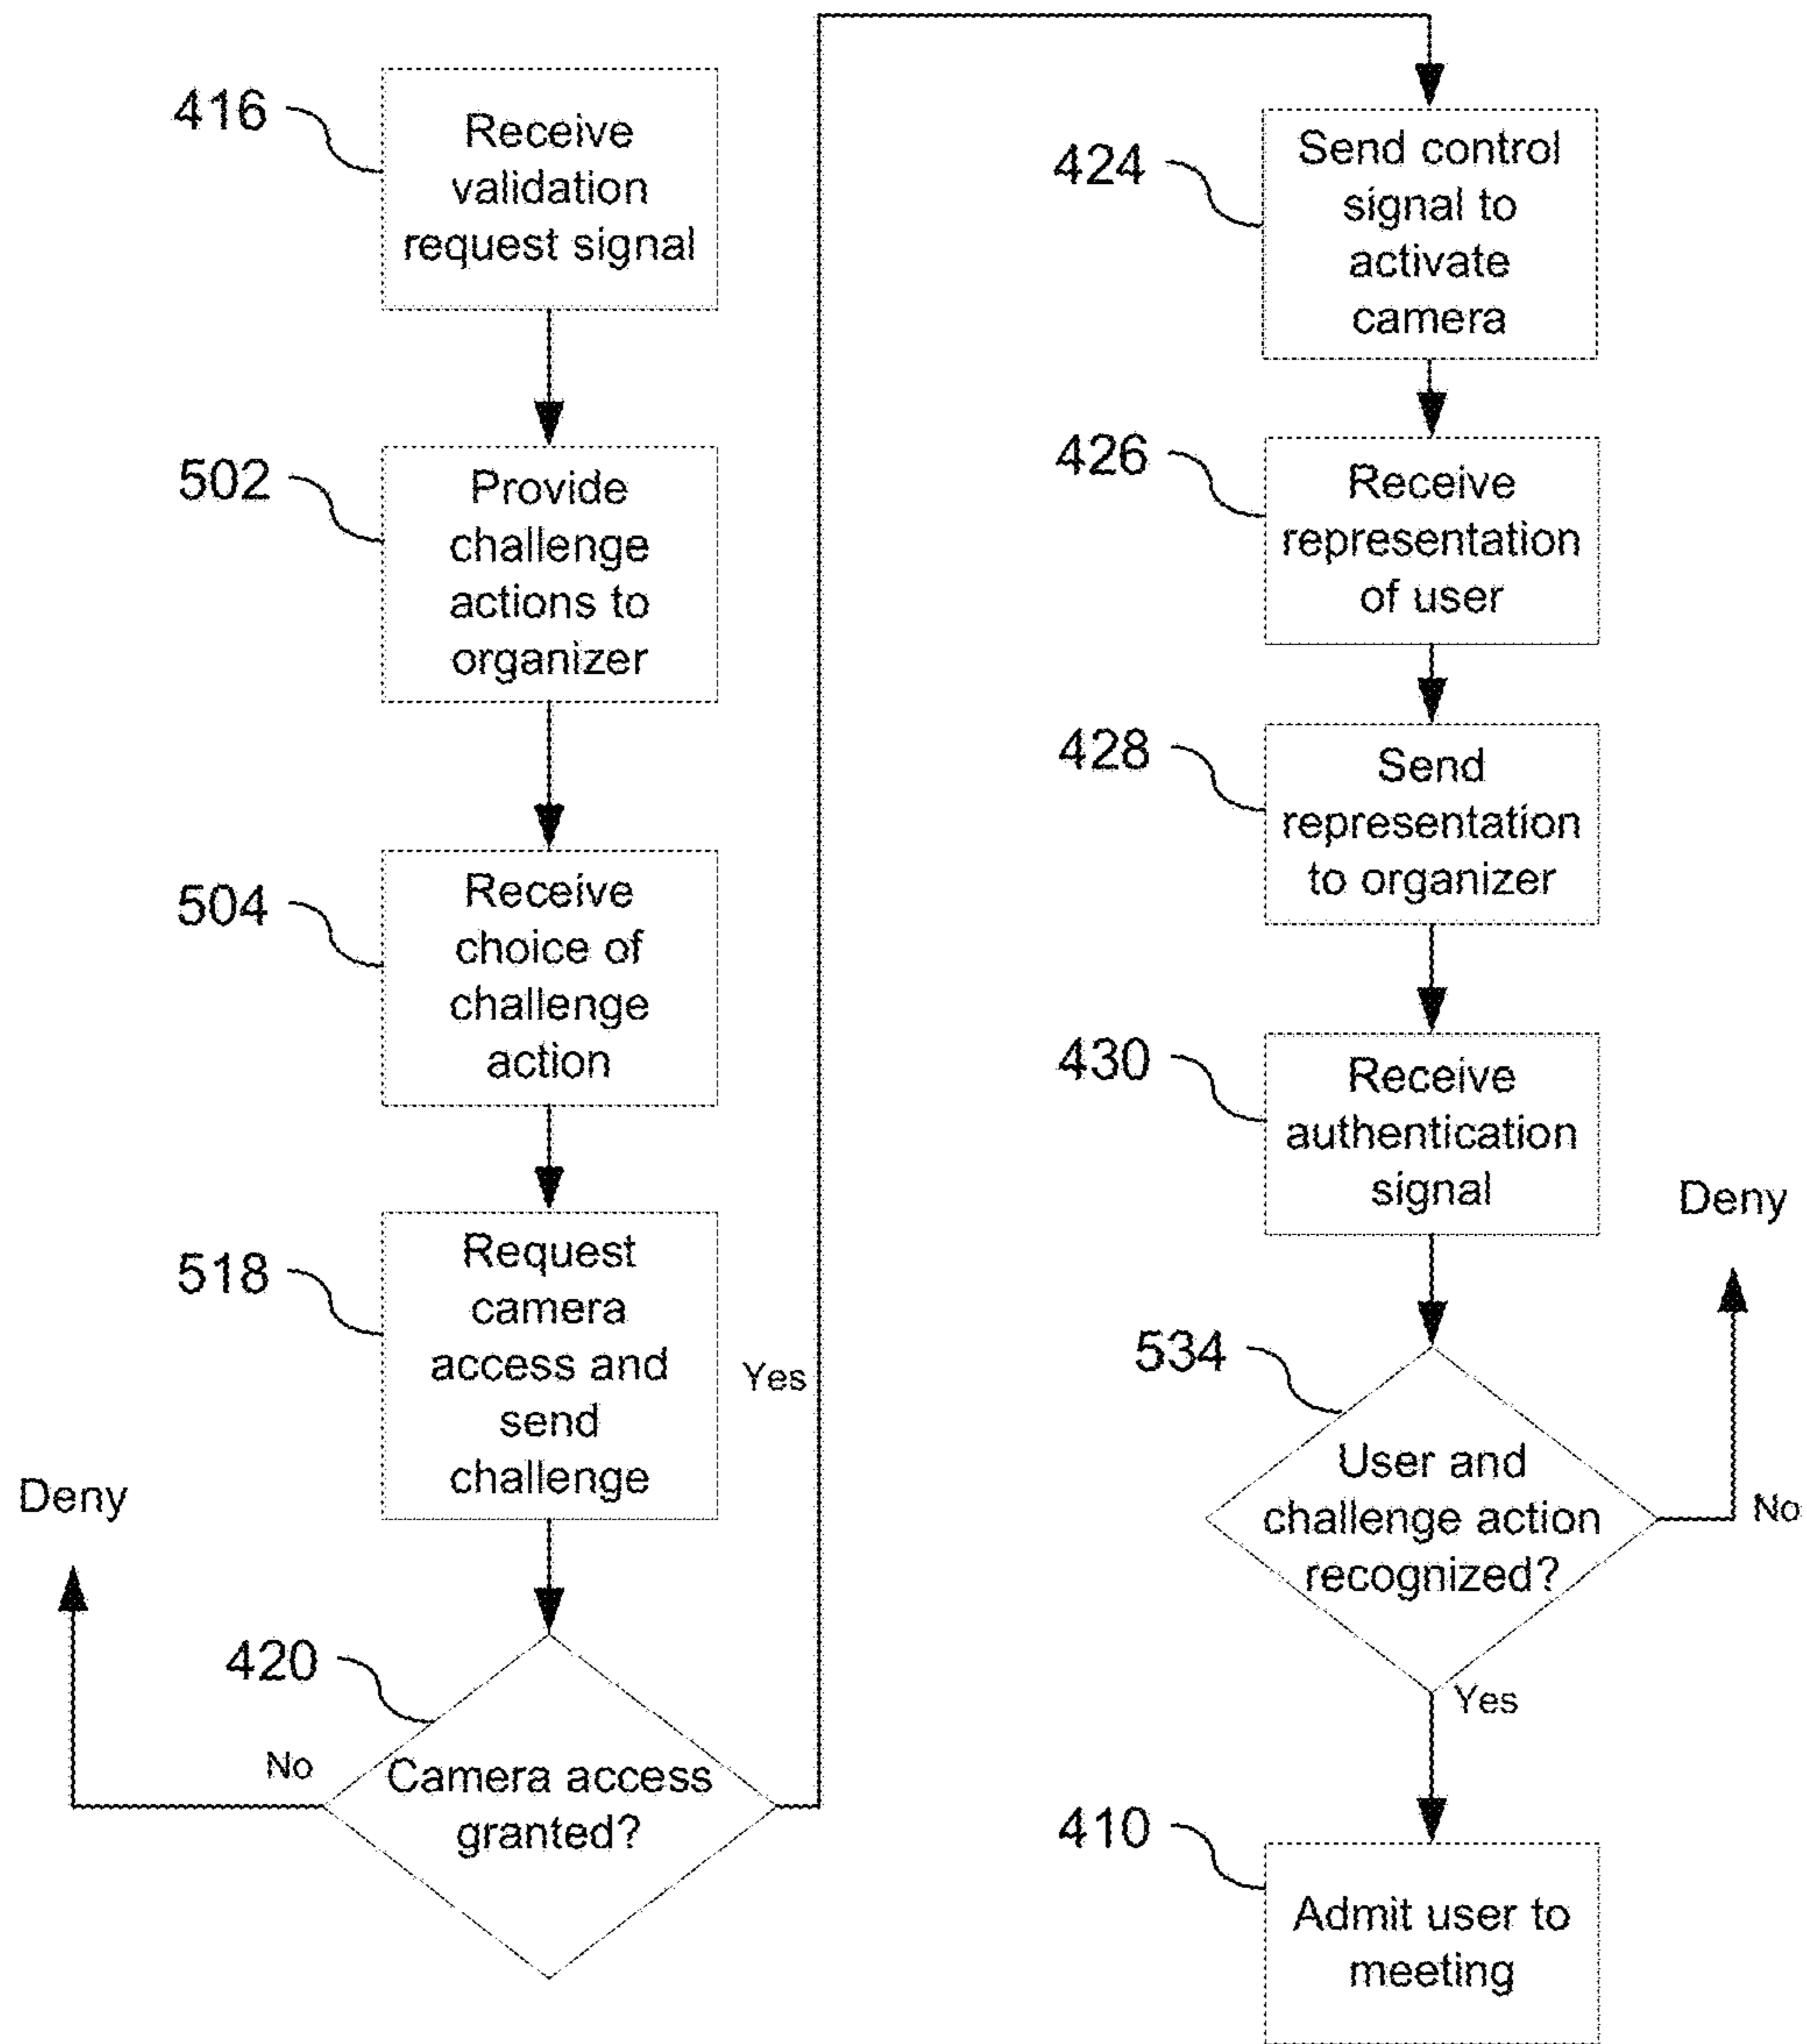 416
Receive
validation
request signal
502
Provide
challenge
actions to
organizer
504
Receive
choice of
challenge
action
518
Request
camera
access and
send
challenge
Deny
420
No
Camera access
granted?
Yes
424
Send control
signal to
activate
camera
426
Receive
representation
of user
428
Send
representation
to organizer
430
Receive
authentication
signal
Deny
534
User and
challenge action
recognized?
No
Yes
410
Admit user to
meeting